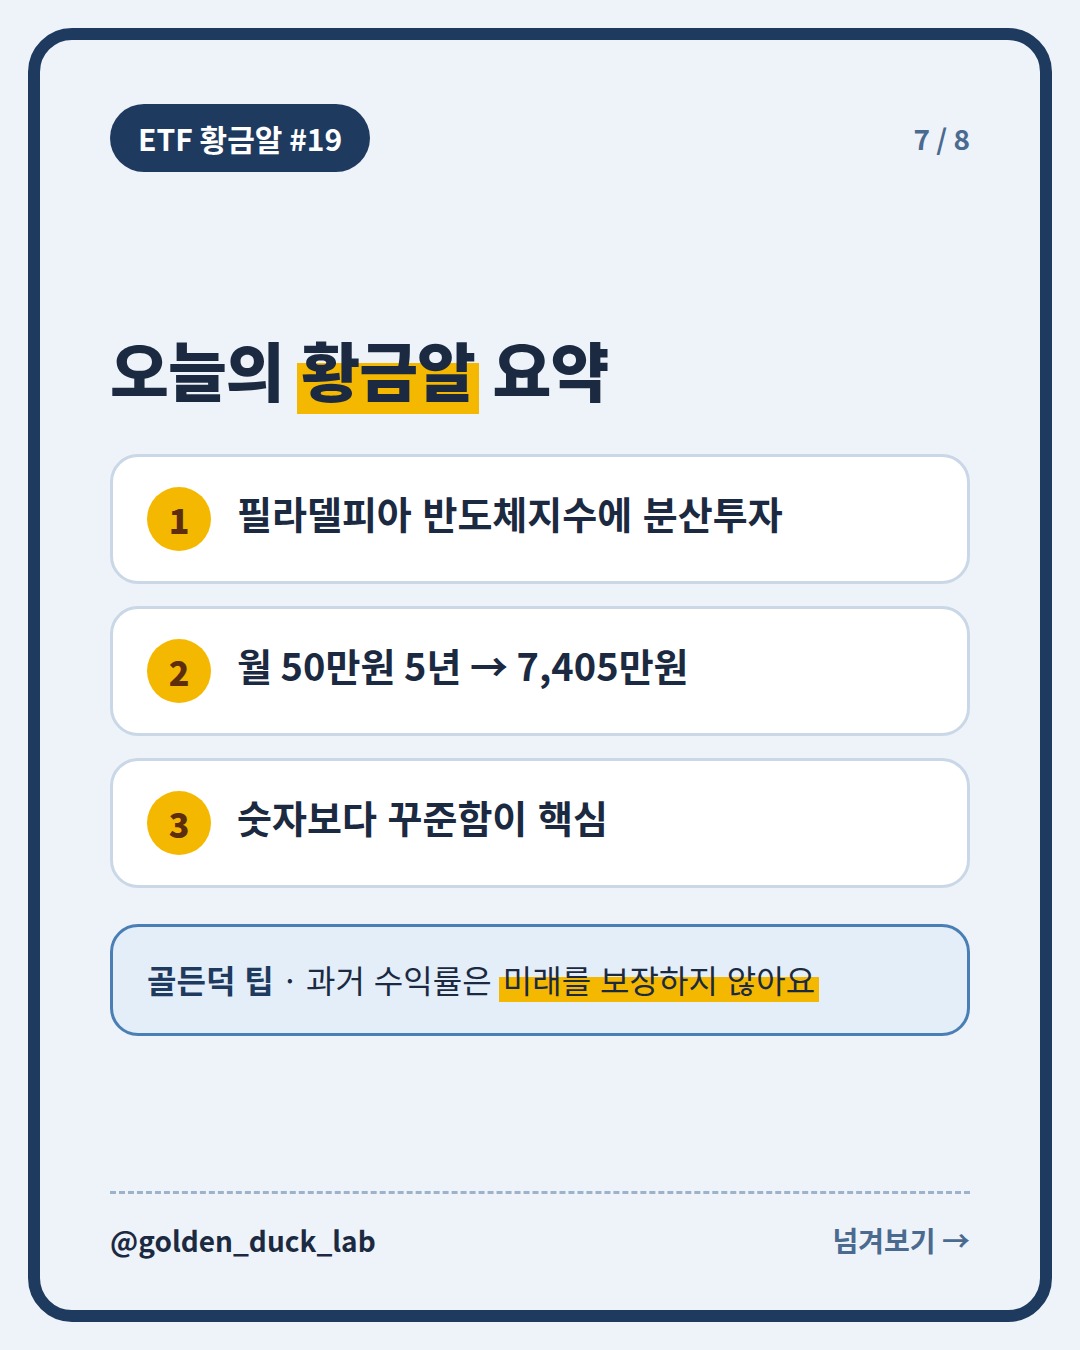 ETF 황금알 #19
7 / 8
오늘의 황금알 요약
1 필라델피아 반도체지수에 분산투자
2 월 50만원 5년 → 7,405만원
3 숫자보다 꾸준함이 핵심
골든덕 팁 · 과거 수익률은 미래를 보장하지 않아요
@golden_duck_lab
넘겨보기 →